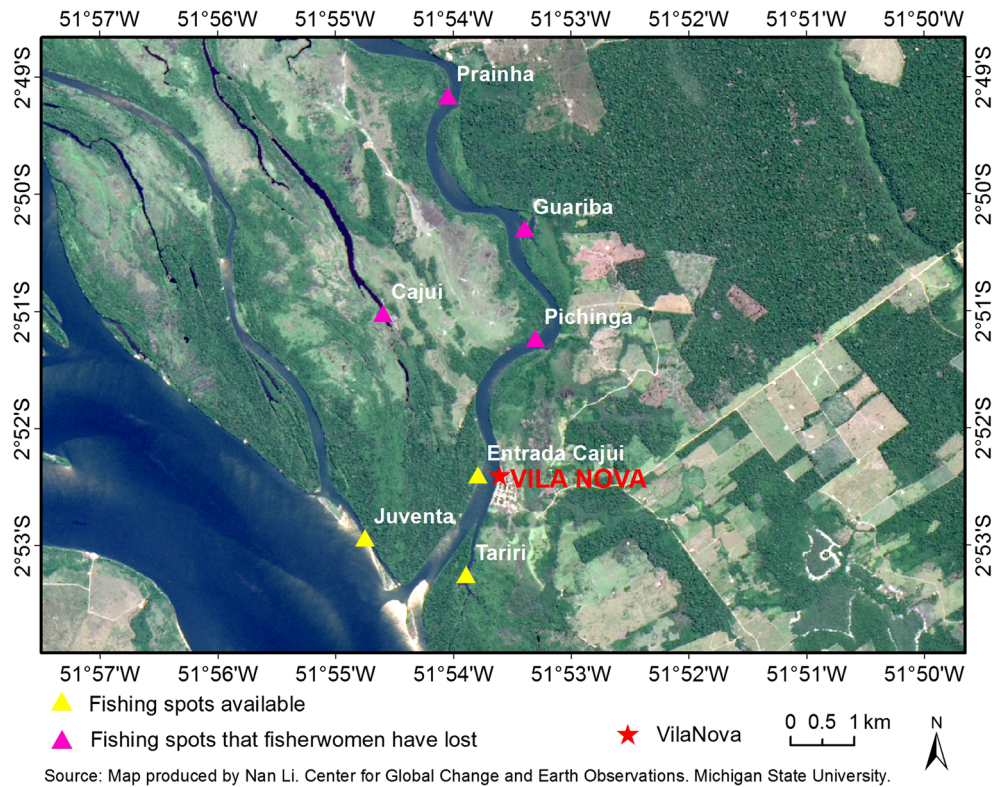 51°57'W 51°56'W 51°55'W 51°54'W 51°53'W 51°52'W 51°51'W 51°50'W
2°49'S 2°49'S
Prainha
2°50'S 2°50'S
Guariba
Cajui
2°51'S 2°51'S
Pichinga
2°52'S 2°52'S
Entrada Cajui
VILA NOVA
Juventa
2°53'S 2°53'S
Tariri
51°57'W 51°56'W 51°55'W 51°54'W 51°53'W 51°52'W 51°51'W 51°50'W
Fishing spots available
Fishing spots that fisherwomen have lost
VilaNova
0 0.5 1 km
N
Source: Map produced by Nan Li. Center for Global Change and Earth Observations. Michigan State University.